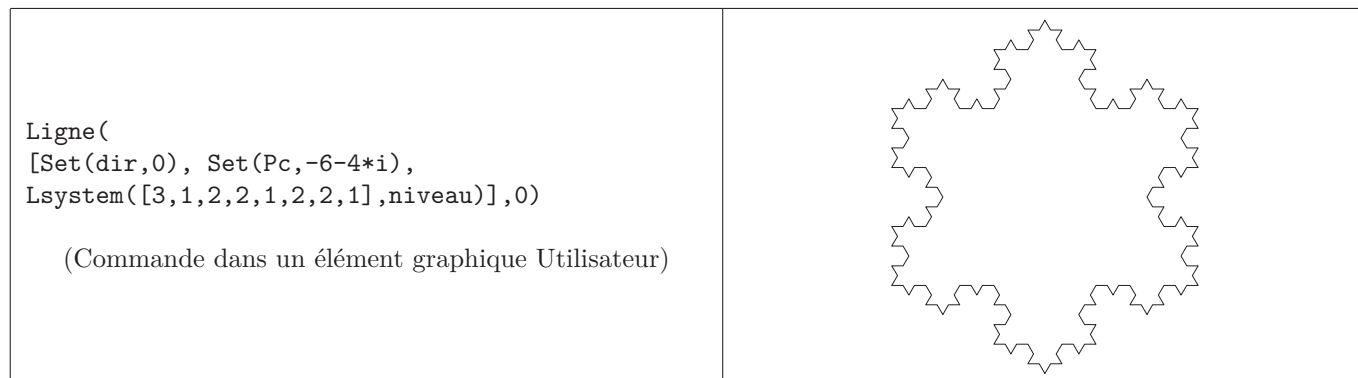 Ligne(
[Set(dir,0), Set(Pc,-6-4*i),
Lsystem([3,1,2,2,1,2,2,1],niveau)],0)
(Commande dans un élément graphique Utilisateur)